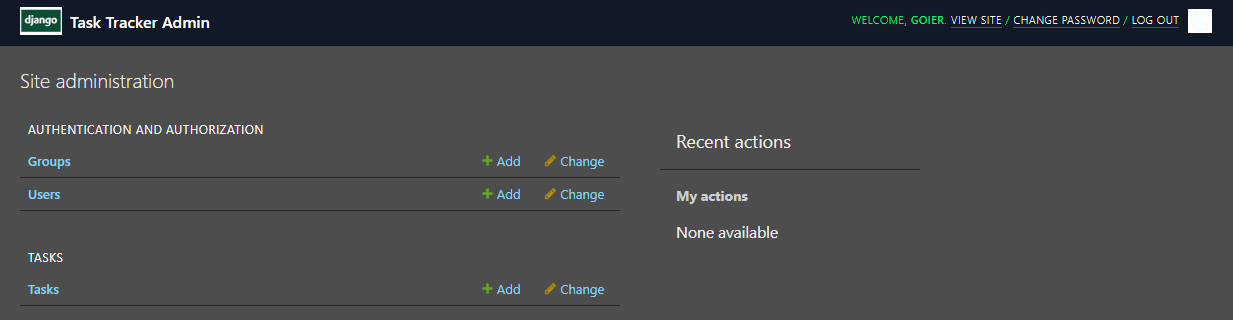 django Task Tracker Admin WELCOME, GOIER. VIEW SITE / CHANGE PASSWORD / LOG OUT
Site administration
AUTHENTICATION AND AUTHORIZATION
Groups Add Change
Users Add Change
TASKS
Tasks Add Change
Recent actions
My actions
None available